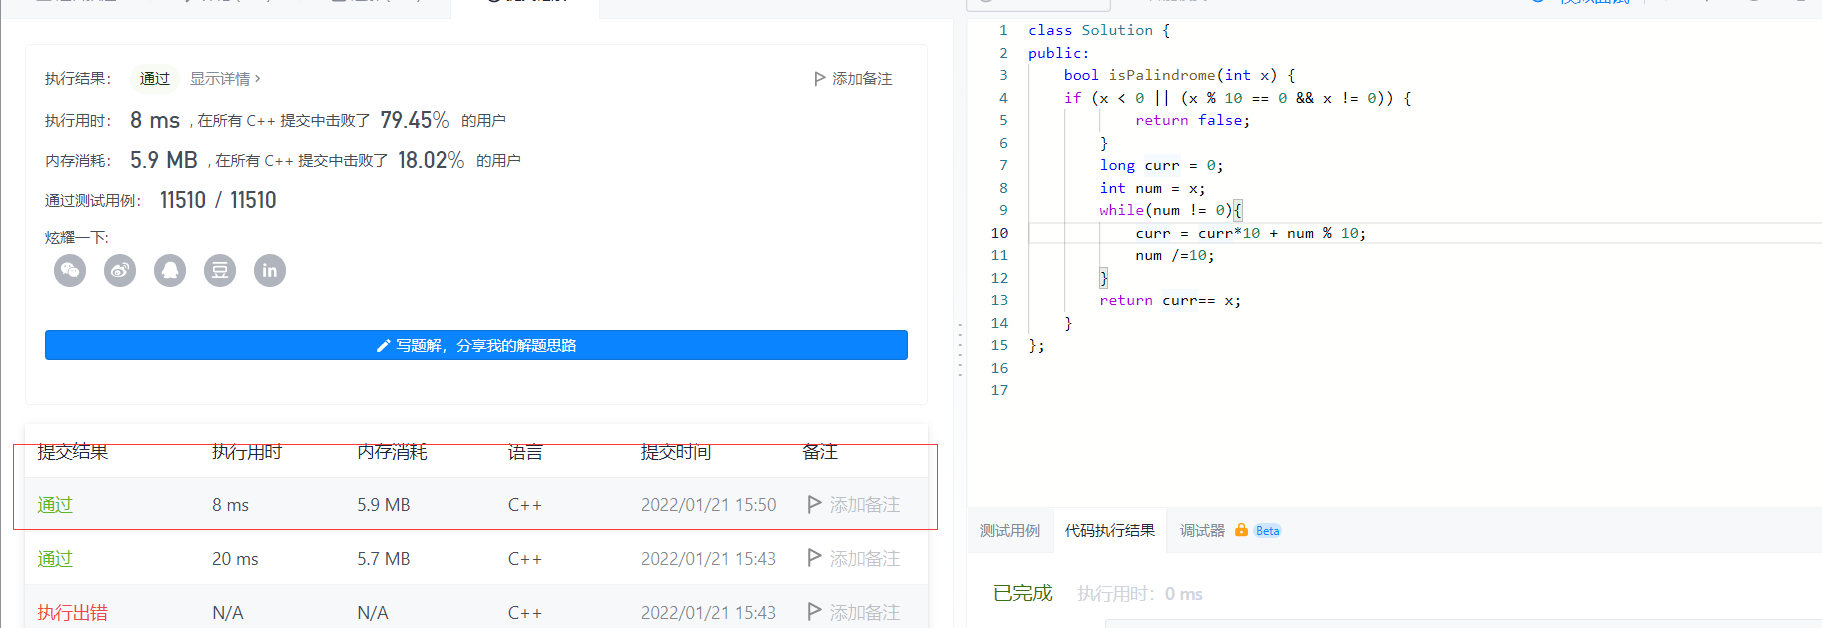 执行结果： 通过 显示详情 ›
添加备注
执行用时： 8 ms , 在所有 C++ 提交中击败了 79.45% 的用户
内存消耗： 5.9 MB , 在所有 C++ 提交中击败了 18.02% 的用户
通过测试用例： 11510 / 11510
炫耀一下:
写题解，分享我的解题思路
提交结果 执行用时 内存消耗 语言 提交时间 备注
通过 8 ms 5.9 MB C++ 2022/01/21 15:50 添加备注
通过 20 ms 5.7 MB C++ 2022/01/21 15:43 添加备注
执行出错 N/A N/A C++ 2022/01/21 15:43 添加备注
1 class Solution {
2 public:
3 bool isPalindrome(int x) {
4 if (x < 0 || (x % 10 == 0 && x != 0)) {
5 return false;
6 }
7 long curr = 0;
8 int num = x;
9 while(num != 0){
10 curr = curr*10 + num % 10;
11 num /=10;
12 }
13 return curr== x;
14 }
15 };
16
17
测试用例 代码执行结果 调试器 Beta
已完成 执行用时：0 ms